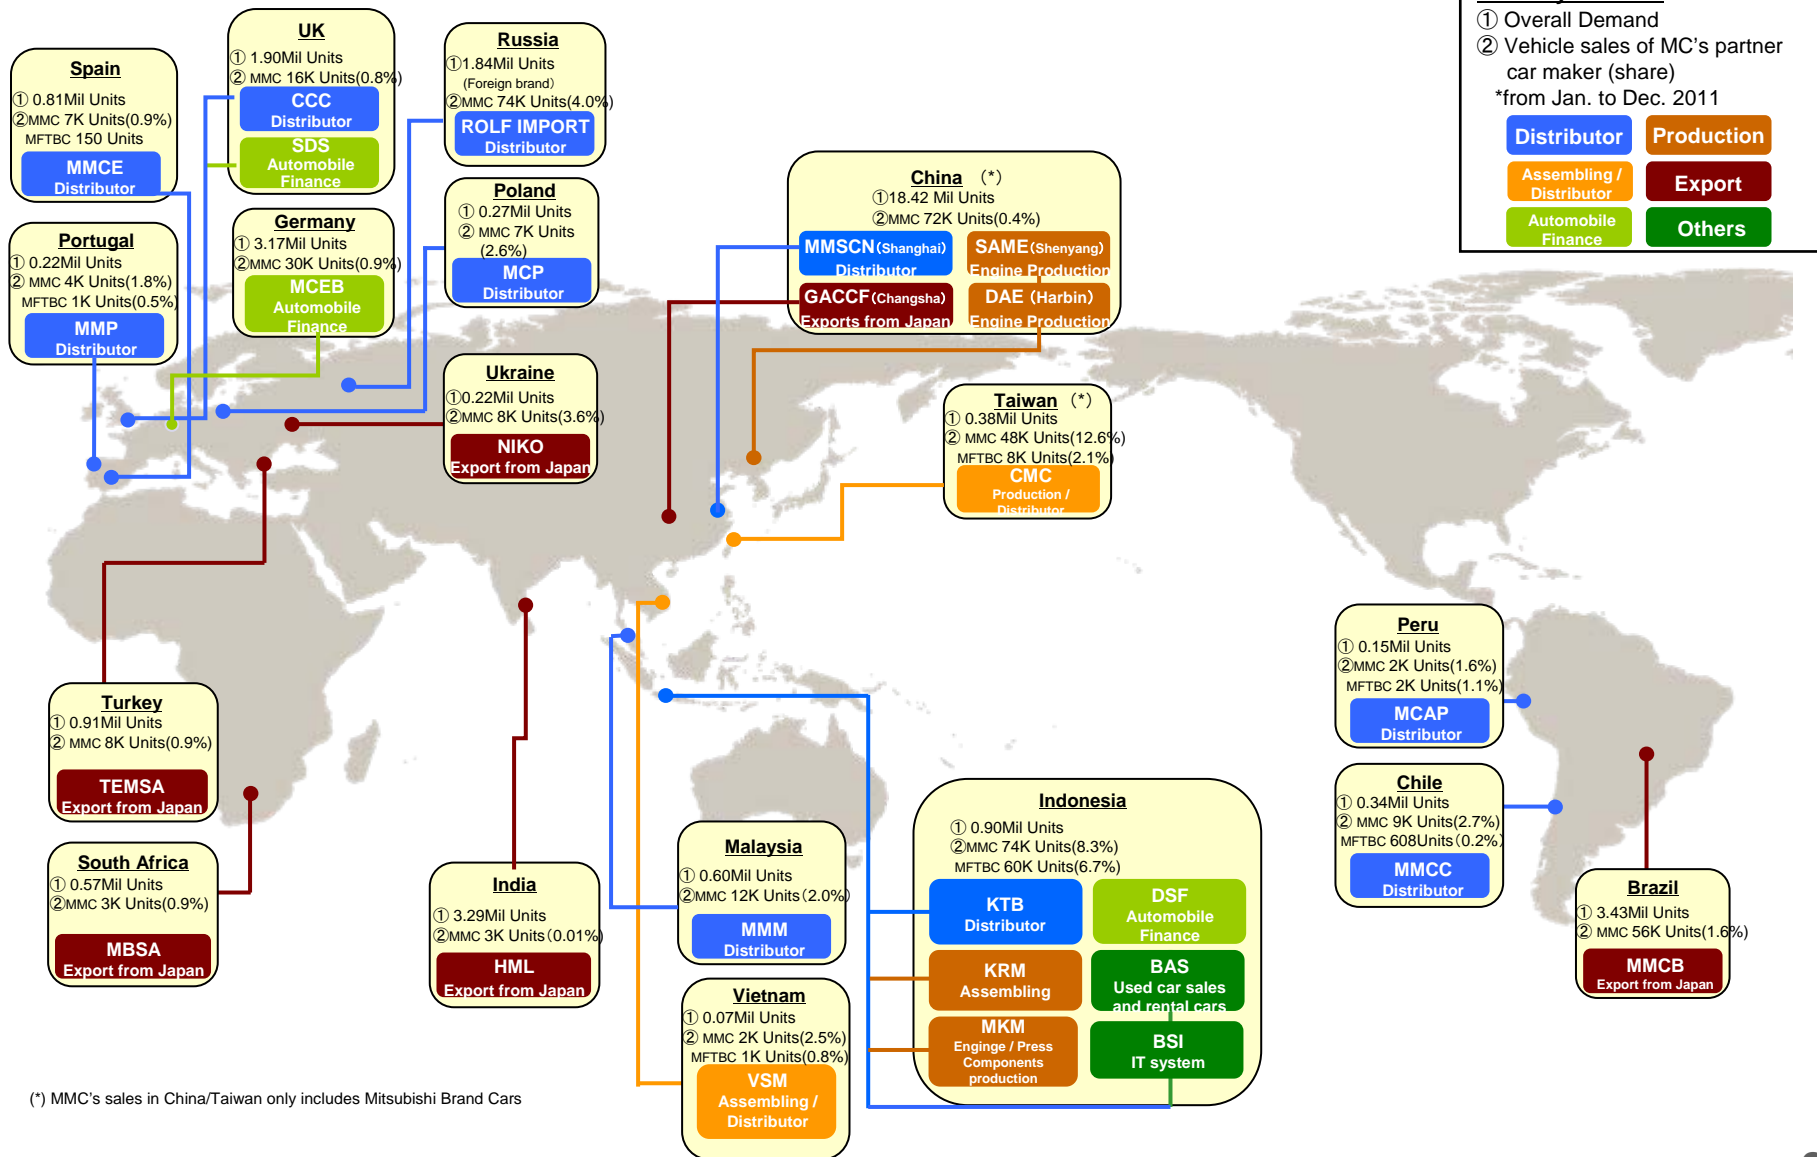 ① Overall Demand
② Vehicle sales of MC's partner
car maker (share)
*from Jan. to Dec. 2011
Distributor
Production
Assembling /
Distributor
Export
Automobile
Finance
Others
Spain
① 0.81Mil Units
②MMC 7K Units(0.9%)
MFTBC 150 Units
MMCE
Distributor
UK
① 1.90Mil Units
② MMC 16K Units(0.8%)
CCC
Distributor
SDS
Automobile
Finance
Russia
①1.84Mil Units
(Foreign brand)
②MMC 74K Units(4.0%)
ROLF IMPORT
Distributor
Portugal
① 0.22Mil Units
② MMC 4K Units(1.8%)
MFTBC 1K Units(0.5%)
MMP
Distributor
Germany
① 3.17Mil Units
②MMC 30K Units(0.9%)
MCEB
Automobile
Finance
Poland
① 0.27Mil Units
② MMC 7K Units
(2.6%)
MCP
Distributor
China (*)
①18.42 Mil Units
②MMC 72K Units(0.4%)
MMSCN(Shanghai)
Distributor
SAME(Shenyang)
Engine Production
GACCF(Changsha)
Exports from Japan
DAE (Harbin)
Engine Production
Ukraine
①0.22Mil Units
②MMC 8K Units(3.6%)
NIKO
Export from Japan
Taiwan (*)
① 0.38Mil Units
② MMC 48K Units(12.6%)
MFTBC 8K Units(2.1%)
CMC
Production /
Distributor
Turkey
① 0.91Mil Units
② MMC 8K Units(0.9%)
TEMSA
Export from Japan
South Africa
① 0.57Mil Units
②MMC 3K Units(0.9%)
MBSA
Export from Japan
India
① 3.29Mil Units
②MMC 3K Units(0.01%)
HML
Export from Japan
Malaysia
① 0.60Mil Units
②MMC 12K Units(2.0%)
MMM
Distributor
Vietnam
① 0.07Mil Units
② MMC 2K Units(2.5%)
MFTBC 1K Units(0.8%)
VSM
Assembling /
Distributor
Indonesia
① 0.90Mil Units
②MMC 74K Units(8.3%)
MFTBC 60K Units(6.7%)
KTB
Distributor
DSF
Automobile
Finance
KRM
Assembling
BAS
Used car sales
and rental cars
MKM
Enginge / Press
Components
production
BSI
IT system
Peru
① 0.15Mil Units
②MMC 2K Units(1.6%)
MFTBC 2K Units(1.1%)
MCAP
Distributor
Chile
① 0.34Mil Units
② MMC 9K Units(2.7%)
MFTBC 608Units(0.2%)
MMCC
Distributor
Brazil
① 3.43Mil Units
② MMC 56K Units(1.6%)
MMCB
Export from Japan
(*) MMC's sales in China/Taiwan only includes Mitsubishi Brand Cars